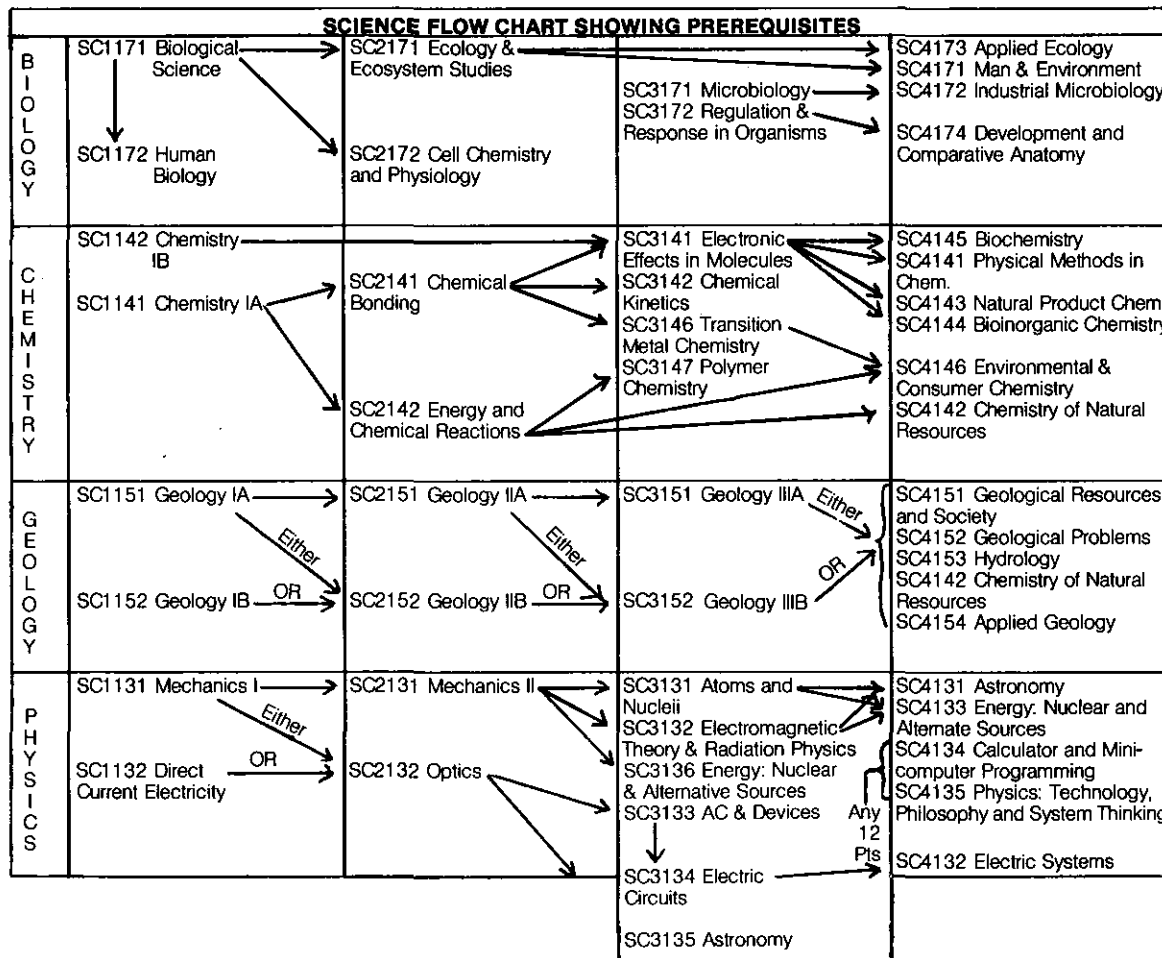 SCIENCE FLOW CHART SHOWING PREREQUISITES
BIOLOGY
SC1171 Biological
Science
SC1172 Human
Biology
SC2171 Ecology &
Ecosystem Studies
SC2172 Cell Chemistry
and Physiology
SC3171 Microbiology
SC3172 Regulation &
Response in Organisms
SC4173 Applied Ecology
SC4171 Man & Environment
SC4172 Industrial Microbiology
SC4174 Development and
Comparative Anatomy
CHEMISTRY
SC1142 Chemistry
IB
SC1141 Chemistry IA
SC2141 Chemical
Bonding
SC2142 Energy and
Chemical Reactions
SC3141 Electronic
Effects in Molecules
SC3142 Chemical
Kinetics
SC3146 Transition
Metal Chemistry
SC3147 Polymer
Chemistry
SC4145 Biochemistry
SC4141 Physical Methods in
Chem.
SC4143 Natural Product Chem
SC4144 Bioinorganic Chemistry
SC4146 Environmental &
Consumer Chemistry
SC4142 Chemistry of Natural
Resources
GEOLOGY
SC1151 Geology IA
Either
SC1152 Geology IB
OR
SC2151 Geology IIA
Either
SC2152 Geology IIB
OR
SC3151 Geology IIIA
Either
SC3152 Geology IIIB
OR
SC4151 Geological Resources
and Society
SC4152 Geological Problems
SC4153 Hydrology
SC4142 Chemistry of Natural
Resources
SC4154 Applied Geology
PHYSICS
SC1131 Mechanics I
Either
SC1132 Direct
Current Electricity
OR
SC2131 Mechanics II
SC2132 Optics
SC3131 Atoms and
Nucleii
SC3132 Electromagnetic
Theory & Radiation Physics
SC3136 Energy: Nuclear
& Alternative Sources
SC3133 AC & Devices
SC3134 Electric
Circuits
SC3135 Astronomy
Any
12
Pts
SC4131 Astronomy
SC4133 Energy: Nuclear and
Alternate Sources
SC4134 Calculator and Mini-
computer Programming
SC4135 Physics: Technology,
Philosophy and System Thinking
SC4132 Electric Systems